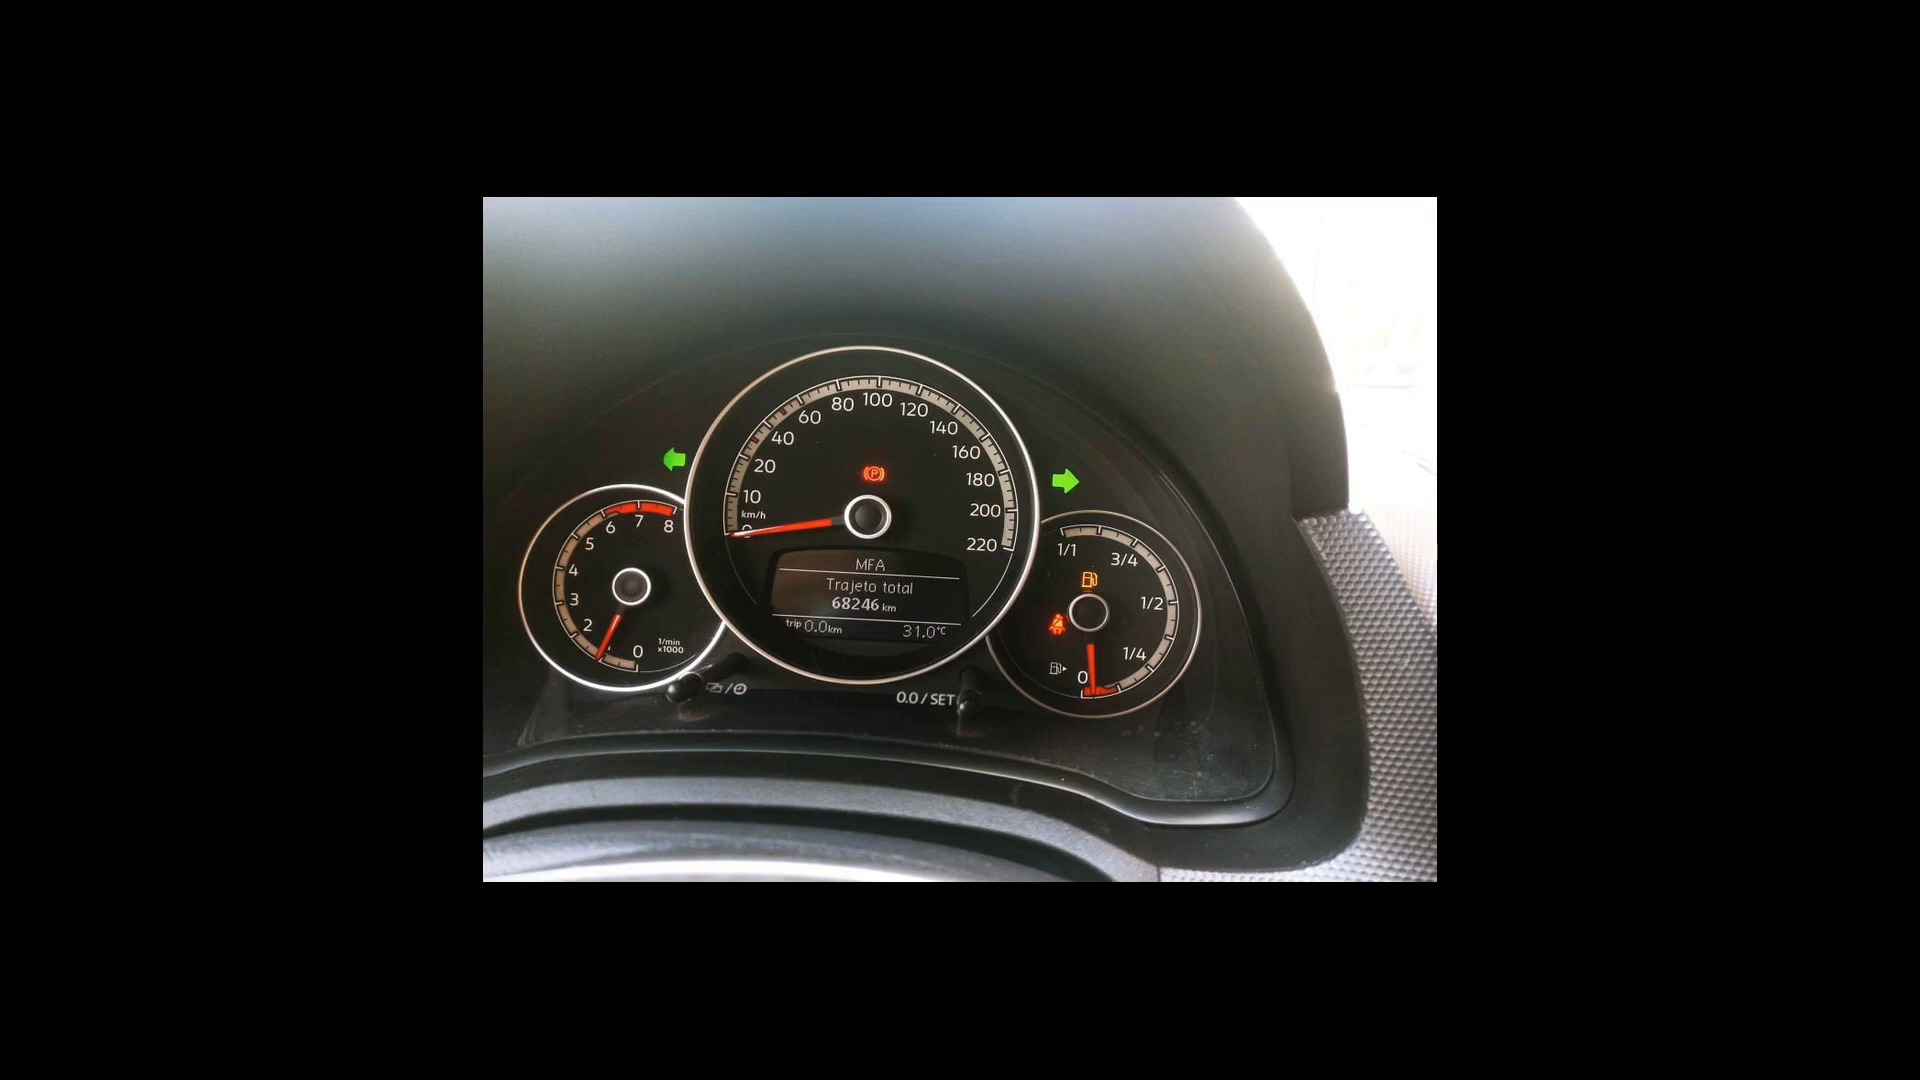 80 100 120
60 140
40 160
20 180
10 200
km/h
0 220
6 7 8
5
4
3
2
0 1/min
x1000
MFA
Trajeto total
68246 km
trip 0.0km 31.0°C
0.0 / SET
1/1 3/4
1/2
1/4
0